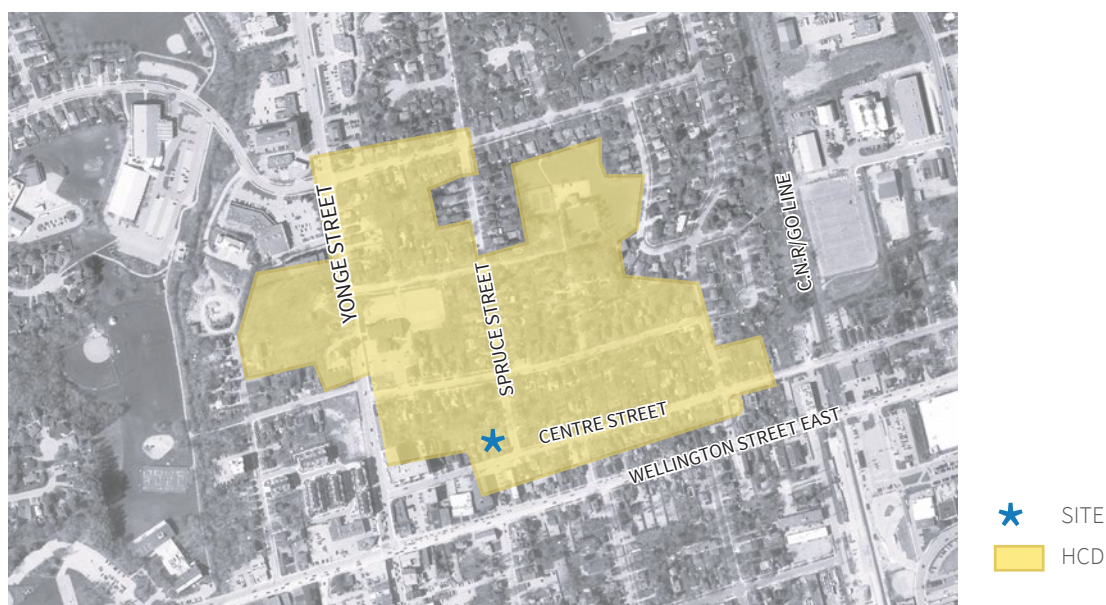 YONGE STREET
SPRUCE STREET
C.N.R/GO LINE
CENTRE STREET
WELLINGTON STREET EAST
SITE
HCD